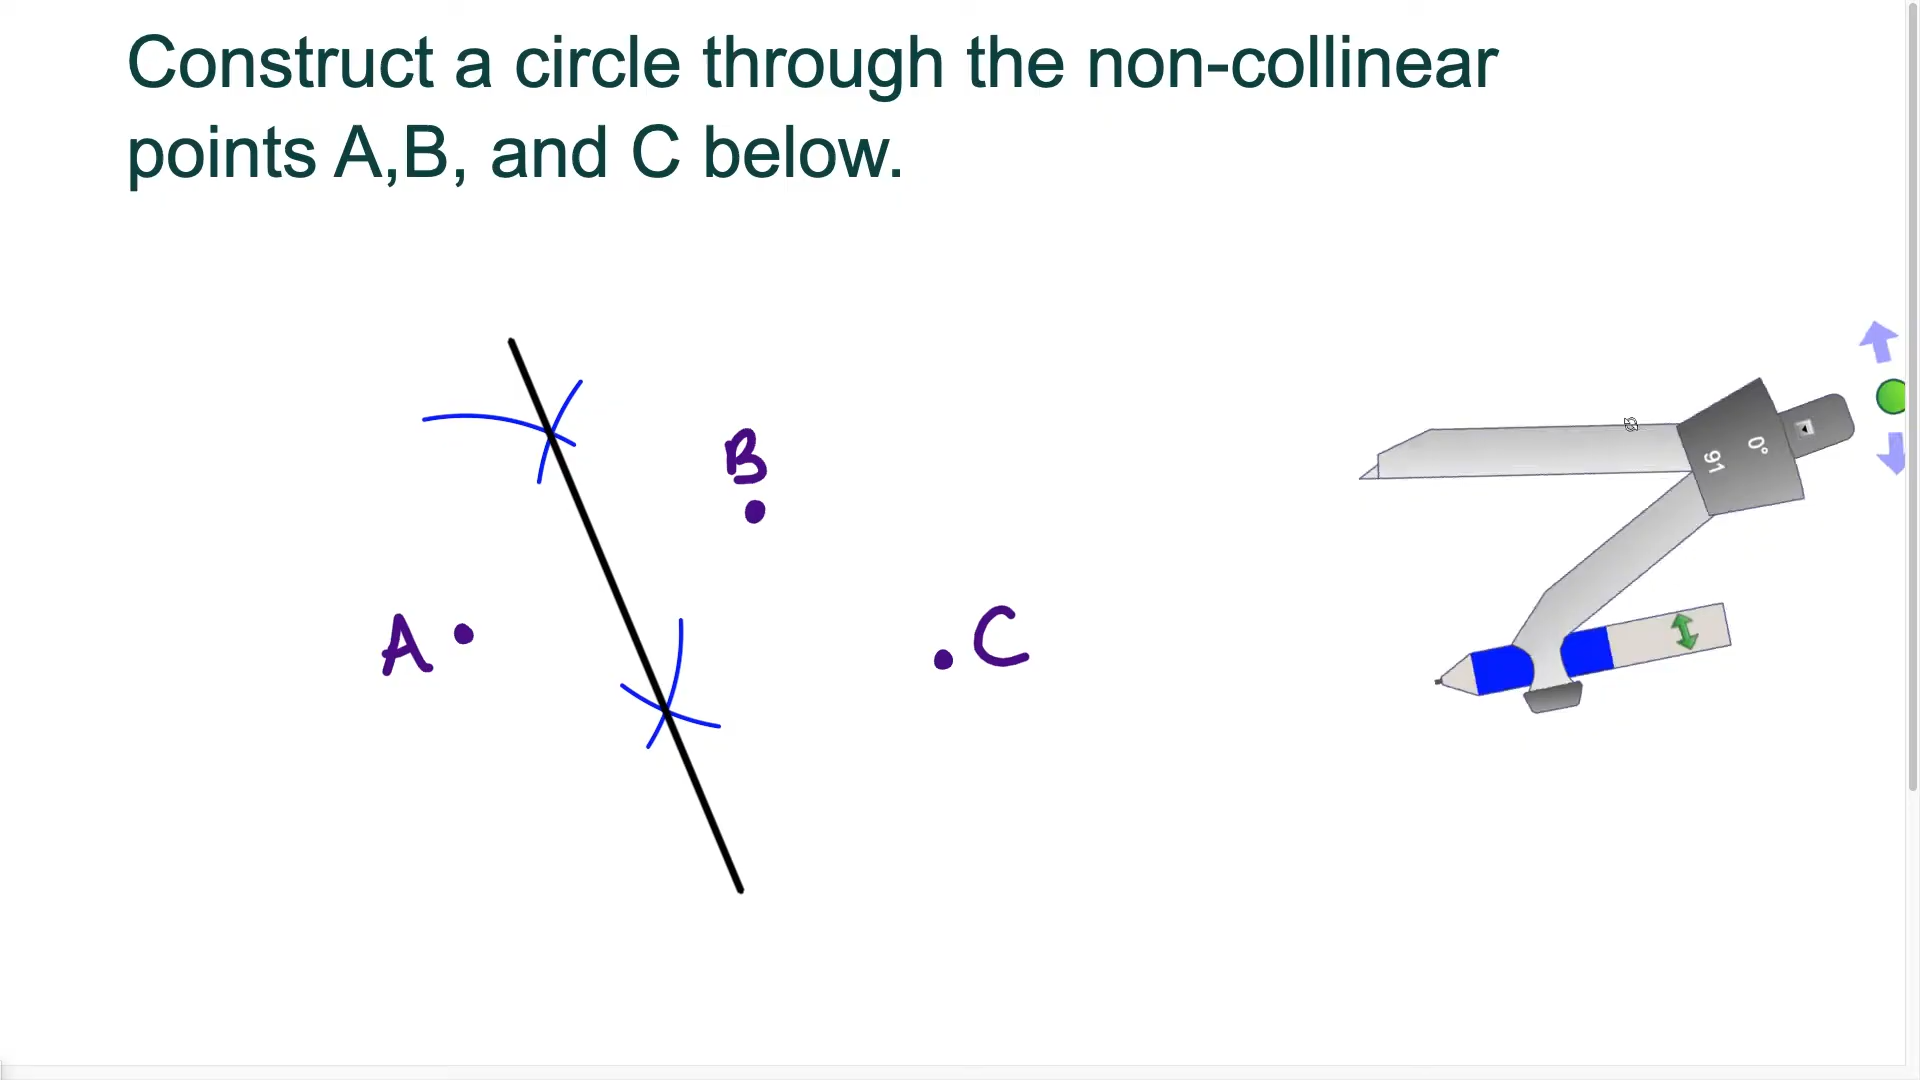 Construct a circle through the non-collinear
points A,B, and C below.
B
A
C
0°
91